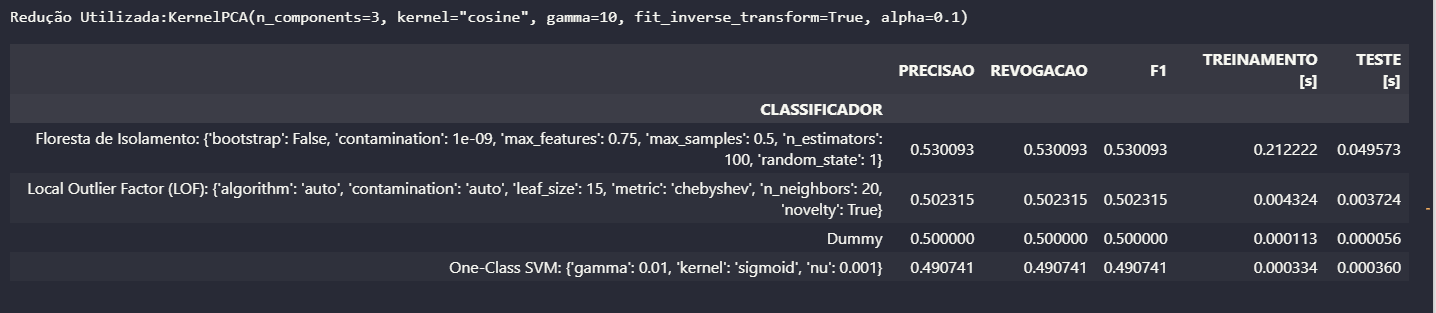 Redução Utilizada:KernelPCA(n_components=3, kernel="cosine", gamma=10, fit_inverse_transform=True, alpha=0.1)
PRECISAO REVOGACAO F1 TREINAMENTO [s] TESTE [s]
CLASSIFICADOR
Floresta de Isolamento: {'bootstrap': False, 'contamination': 1e-09, 'max_features': 0.75, 'max_samples': 0.5, 'n_estimators':
100, 'random_state': 1} 0.530093 0.530093 0.530093 0.212222 0.049573
Local Outlier Factor (LOF): {'algorithm': 'auto', 'contamination': 'auto', 'leaf_size': 15, 'metric': 'chebyshev', 'n_neighbors': 20,
'novelty': True} 0.502315 0.502315 0.502315 0.004324 0.003724
Dummy 0.500000 0.500000 0.500000 0.000113 0.000056
One-Class SVM: {'gamma': 0.01, 'kernel': 'sigmoid', 'nu': 0.001} 0.490741 0.490741 0.490741 0.000334 0.000360